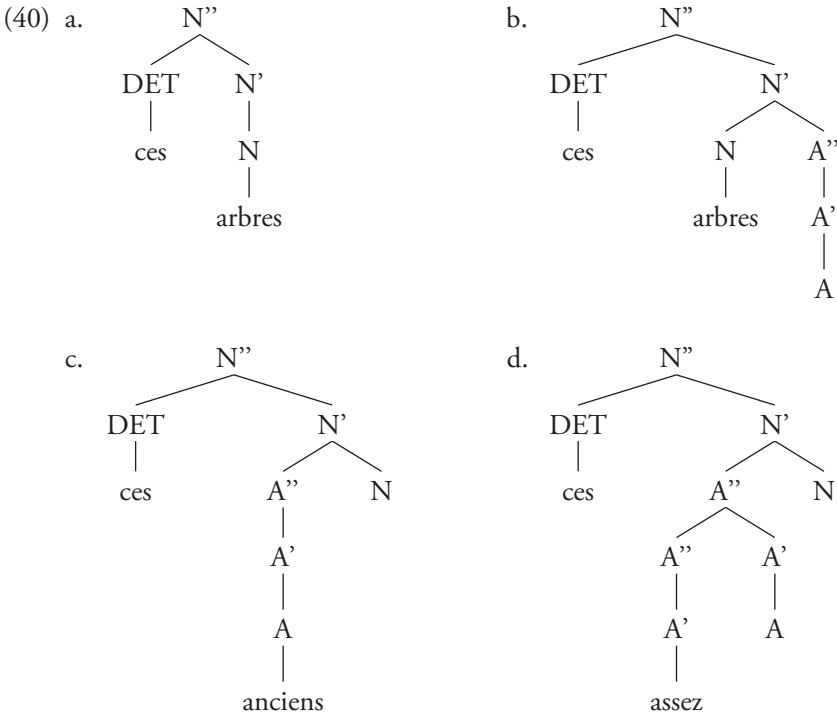 (40) a. N’’ b. N”
DET N’ DET N’
ces N ces N A’’
arbres arbres A’
A
c. N’’ d. N”
DET N’ DET N’
ces A’’ N ces A’’ N
A’ A’’ A’
A A’ A
anciens assez